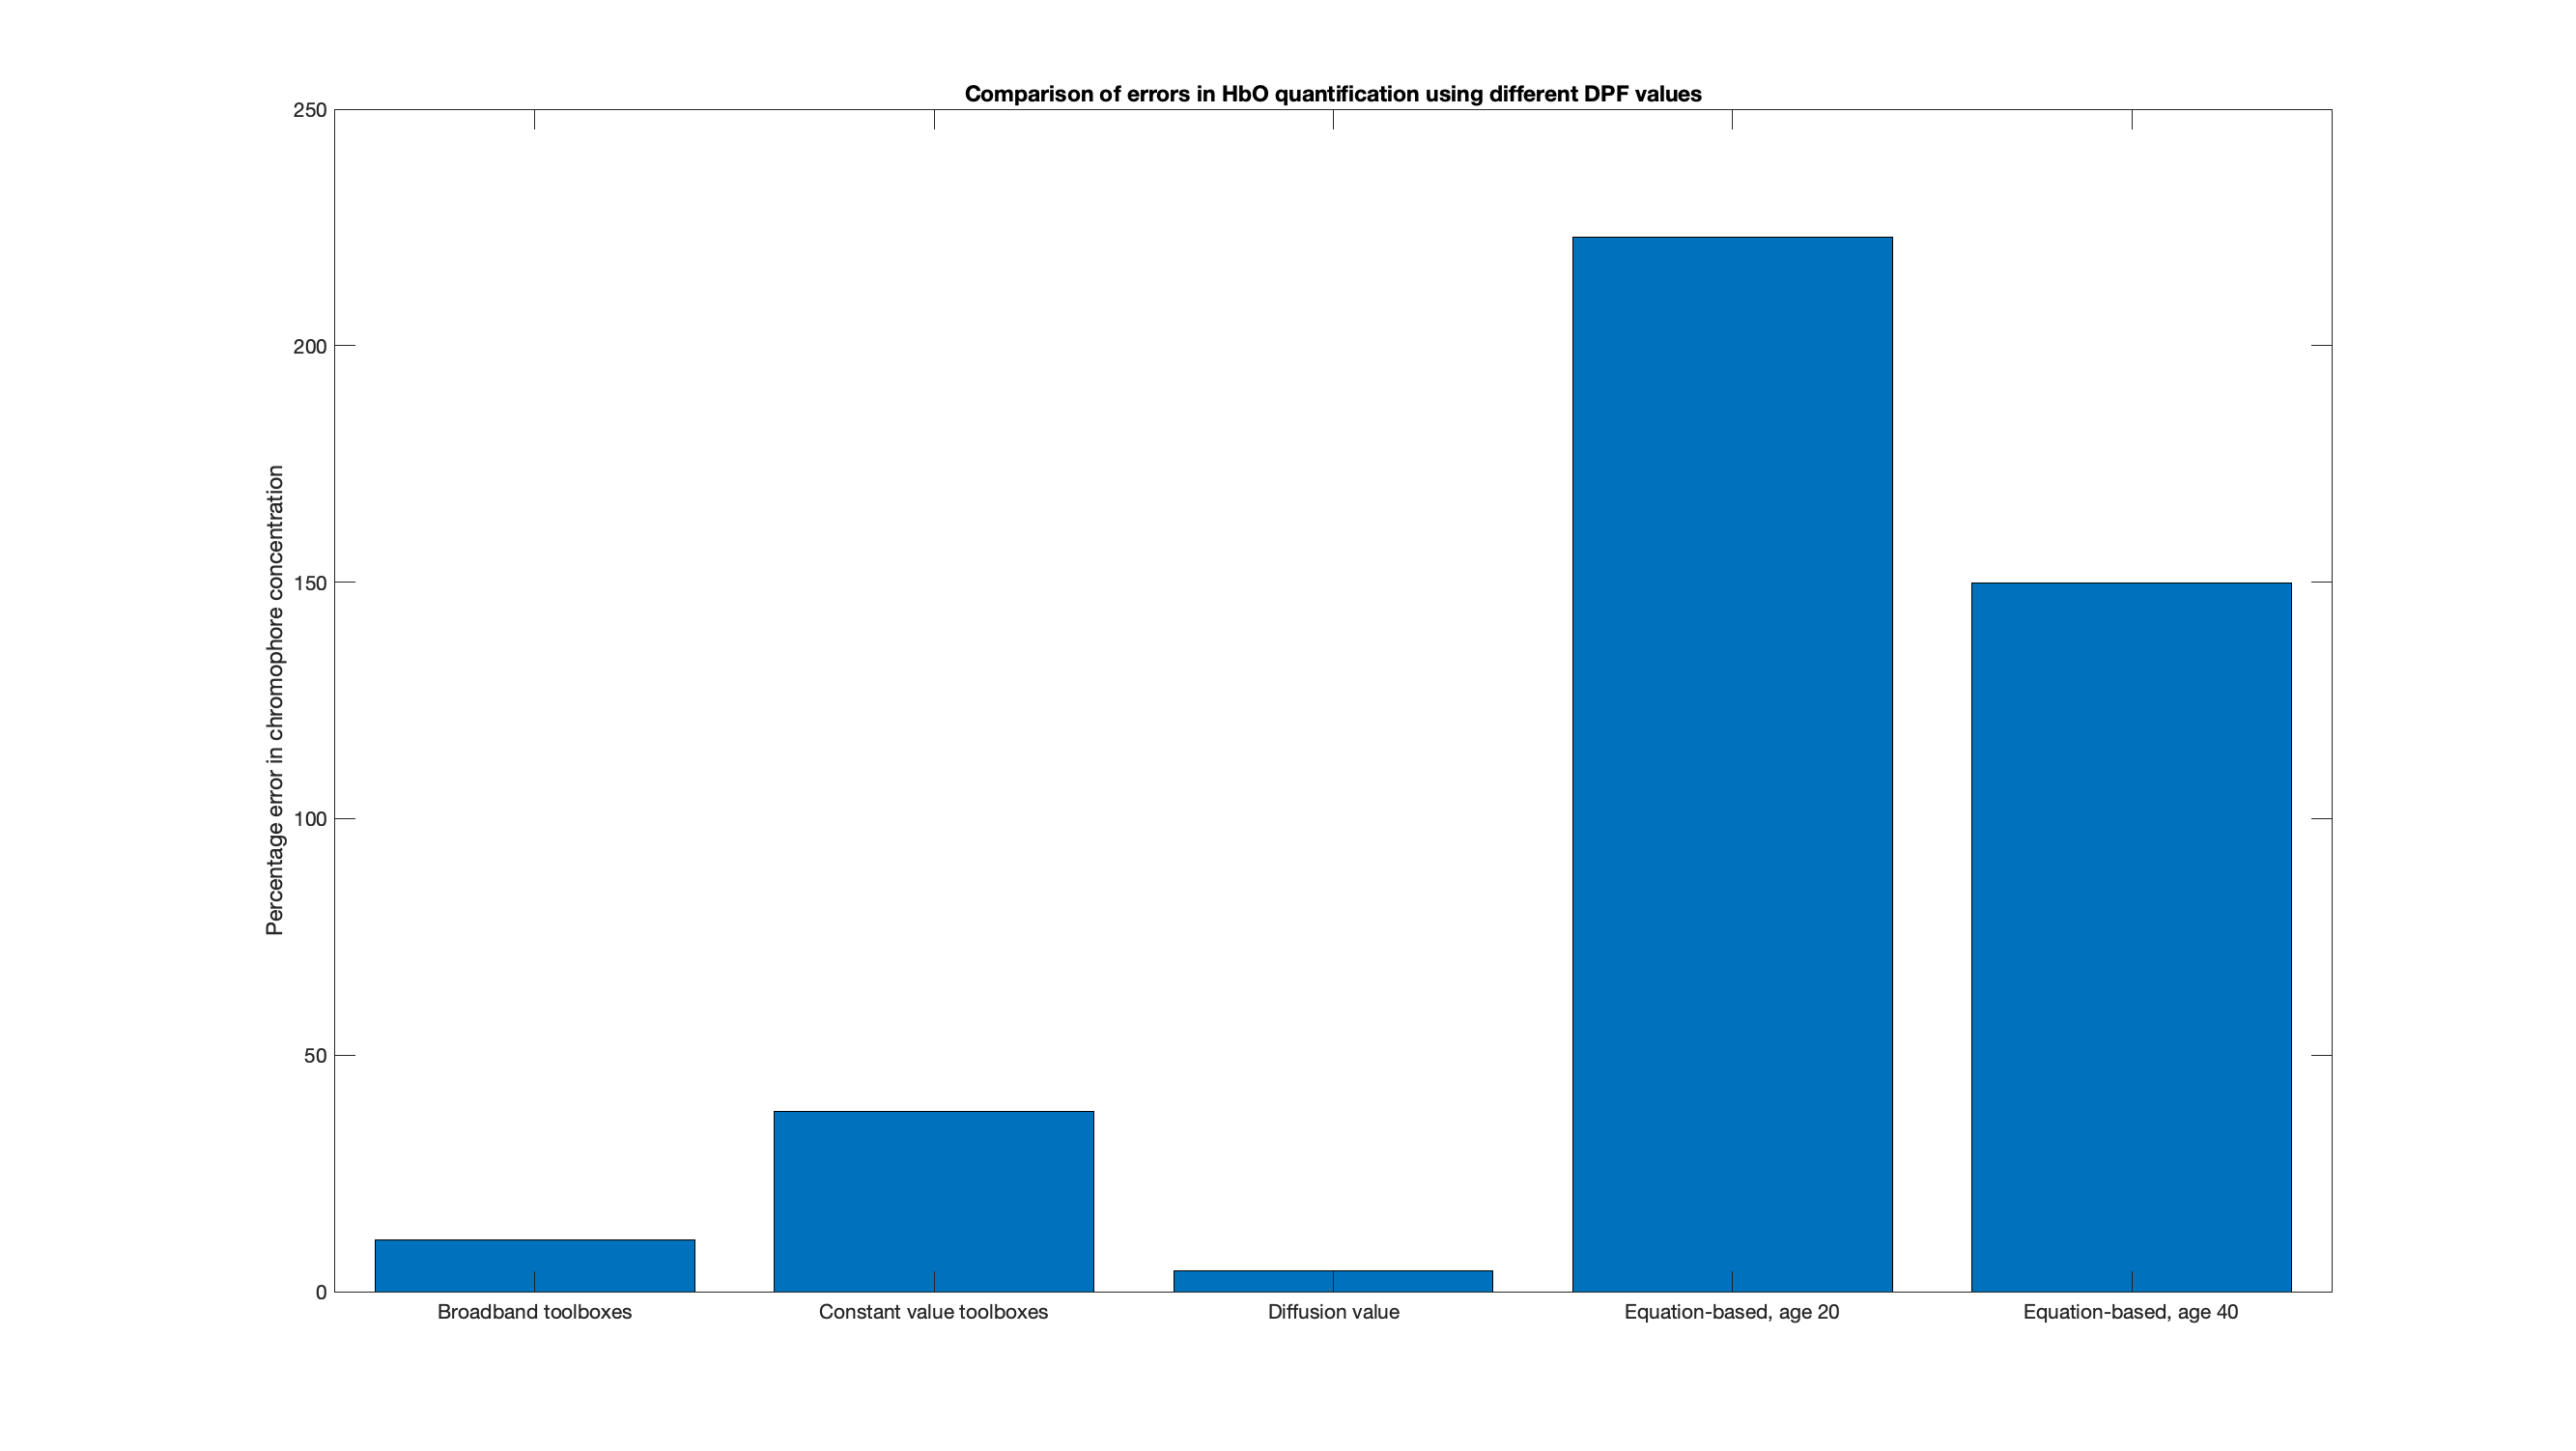 Comparison of errors in HbO quantification using different DPF values
250
200
150
100
50
0
Percentage error in chromophore concentration
Broadband toolboxes
Constant value toolboxes
Diffusion value
Equation-based, age 20
Equation-based, age 40